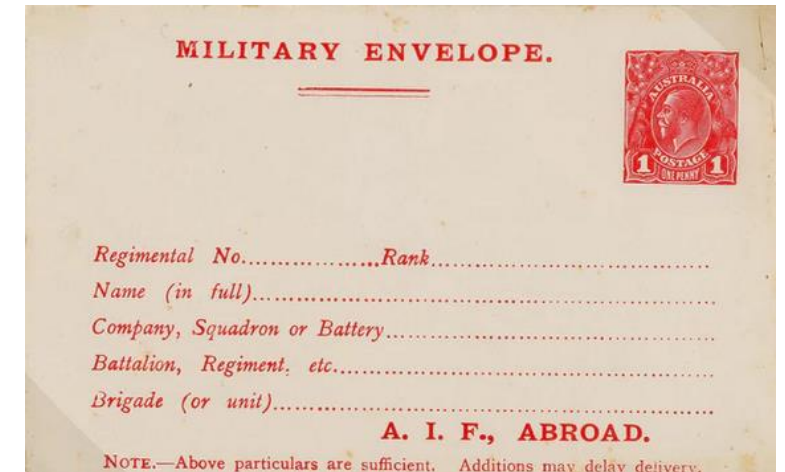 MILITARY ENVELOPE.
AUSTRALIA
POSTAGE
1 ONE PENNY 1
Regimental No..................Rank..........................................
Name (in full)......................................................................
Company, Squadron or Battery.................................................
Battalion, Regiment, etc.........................................................
Brigade (or unit)...................................................................
A. I. F., ABROAD.
NOTE.—Above particulars are sufficient. Additions may delay delivery.